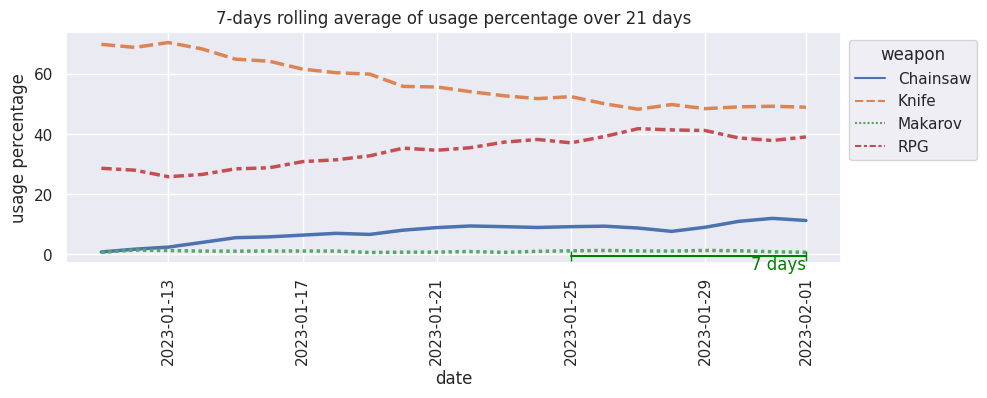 7-days rolling average of usage percentage over 21 days
usage percentage
60
40
20
0
weapon
Chainsaw
Knife
Makarov
RPG
7 days
2023-01-13
2023-01-17
2023-01-21
2023-01-25
2023-01-29
2023-02-01
date